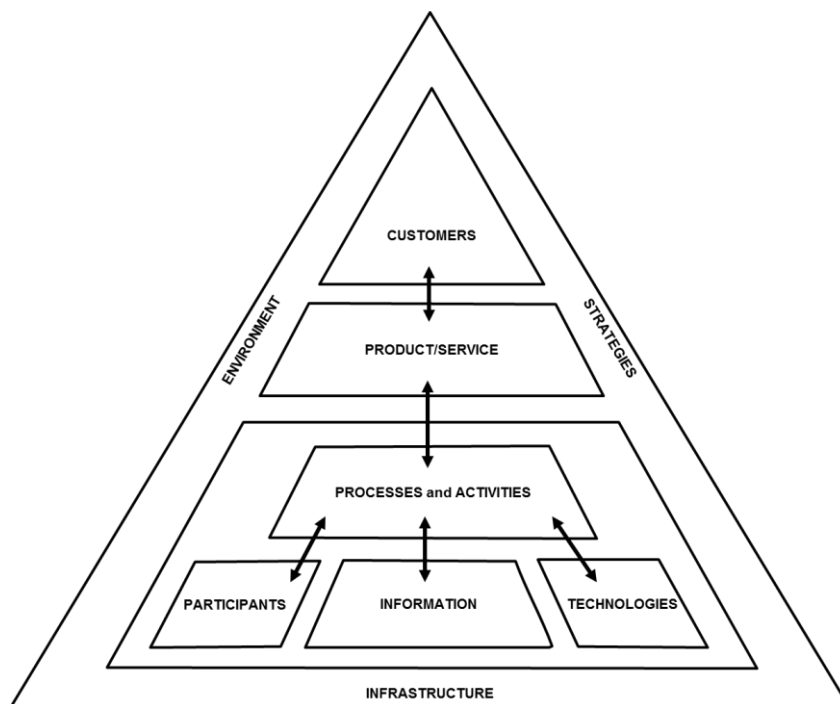 CUSTOMERS
ENVIRONMENT
STRATEGIES
PRODUCT/SERVICE
PROCESSES and ACTIVITIES
PARTICIPANTS
INFORMATION
TECHNOLOGIES
INFRASTRUCTURE